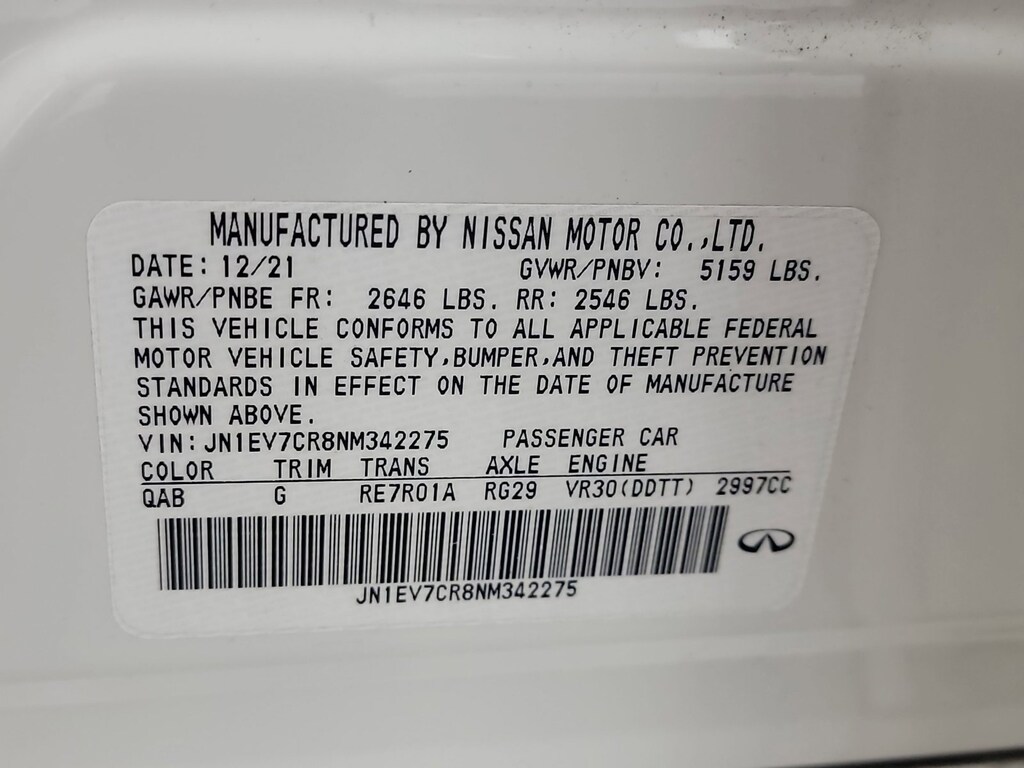 MANUFACTURED BY NISSAN MOTOR CO.,LTD.
DATE: 12/21 GVWR/PNBV: 5159 LBS.
GAWR/PNBE FR: 2646 LBS. RR: 2546 LBS.
THIS VEHICLE CONFORMS TO ALL APPLICABLE FEDERAL
MOTOR VEHICLE SAFETY,BUMPER,AND THEFT PREVENTION
STANDARDS IN EFFECT ON THE DATE OF MANUFACTURE
SHOWN ABOVE.
VIN:JN1EV7CR8NM342275 PASSENGER CAR
COLOR TRIM TRANS AXLE ENGINE
QAB G RE7R01A RG29 VR30(DDTT) 2997CC
JN1EV7CR8NM342275